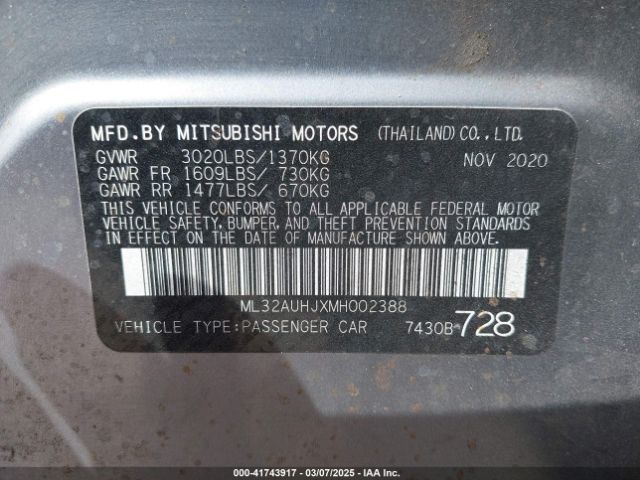 MFD.BY MITSUBISHI MOTORS (THAILAND) CO.,LTD.
GVWR 3020LBS/1370KG NOV 2020
GAWR FR 1609LBS/ 730KG
GAWR RR 1477LBS/ 670KG
THIS VEHICLE CONFORMS TO ALL APPLICABLE FEDERAL MOTOR
VEHICLE SAFETY, BUMPER, AND THEFT PREVENTION STANDARDS
IN EFFECT ON THE DATE OF MANUFACTURE SHOWN ABOVE.
ML32AUHJXMH002388
VEHICLE TYPE:PASSENGER CAR 7430B 728
000-41743917 - 03/07/2025 - IAA Inc.